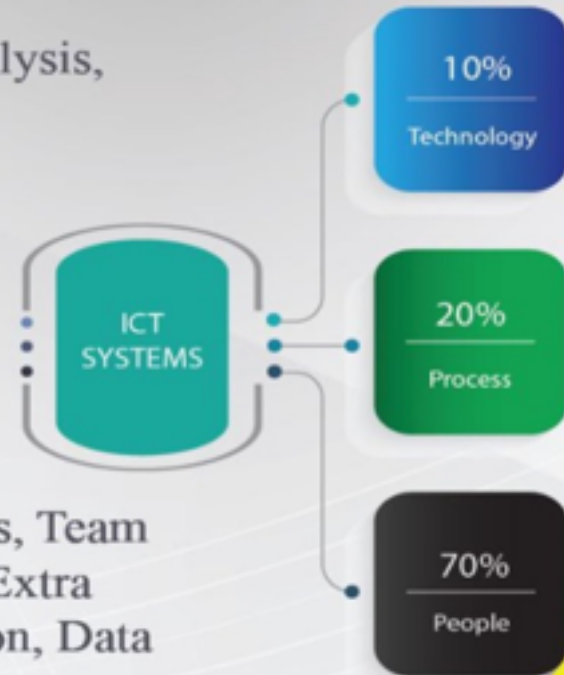 lysis,
10%
Technology
ICT
SYSTEMS
20%
Process
s, Team
Extra
on, Data
70%
People